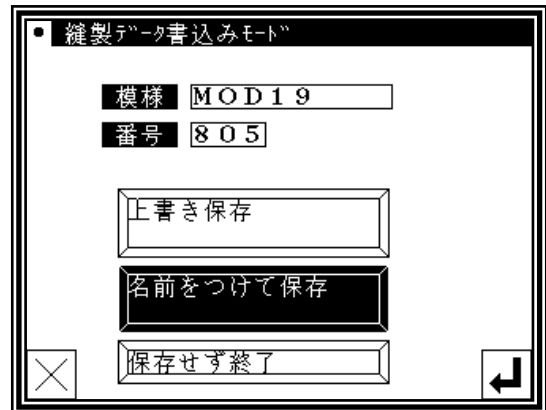 縫製ﾃﾞｰﾀ書込みﾓｰﾄﾞ
模様 ＭＯＤ１９
番号 ８０５
上書き保存
名前をつけて保存
保存せず終了